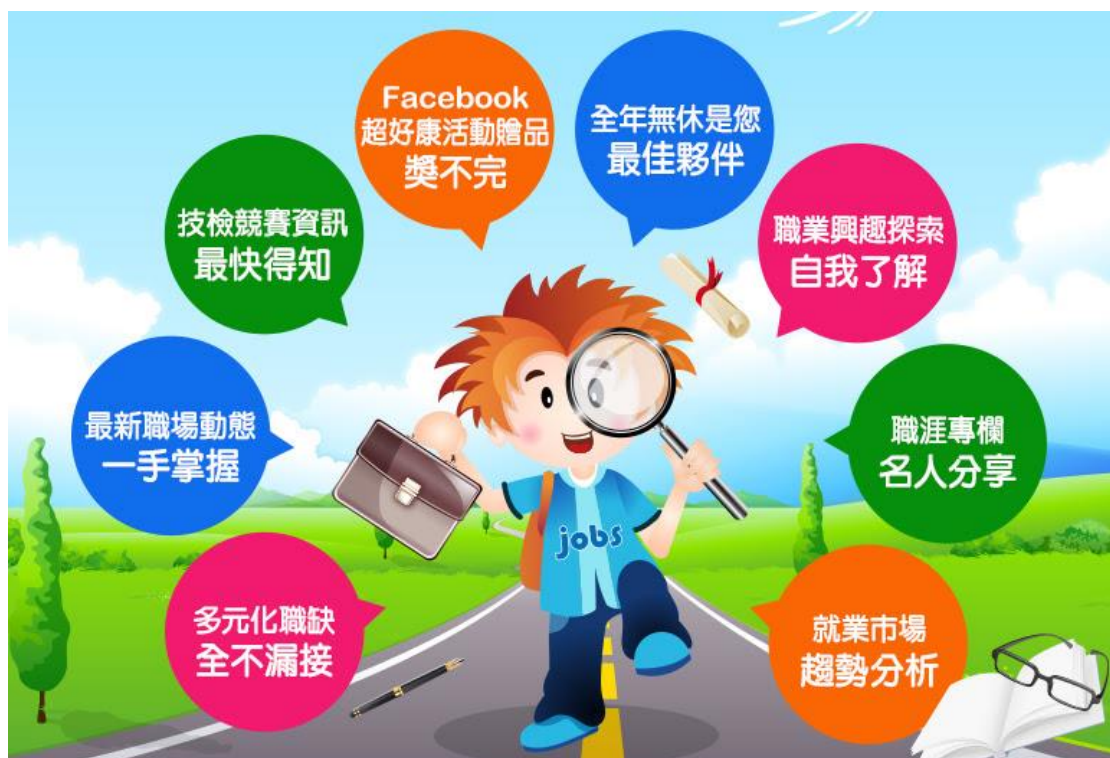 Facebook
超好康活動贈品
獎不完
全年無休是您
最佳夥伴
技檢競賽資訊
最快得知
職業興趣探索
自我了解
最新職場動態
一手掌握
職涯專欄
名人分享
jobs
多元化職缺
全不漏接
就業市場
趨勢分析